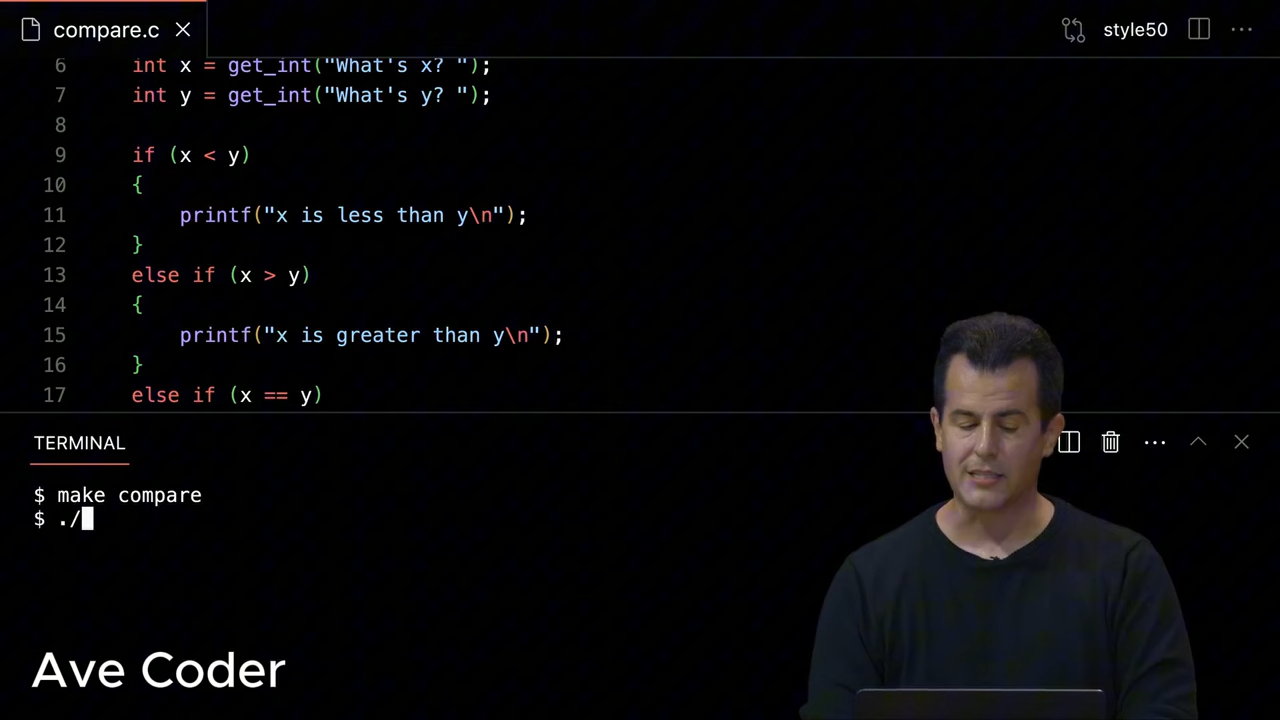 compare.c
style50
6 int x = get_int("What's x? ");
7 int y = get_int("What's y? ");
8
9 if (x < y)
10 {
11 printf("x is less than y\n");
12 }
13 else if (x > y)
14 {
15 printf("x is greater than y\n");
16 }
17 else if (x == y)
TERMINAL
$ make compare
$ ./
Ave Coder